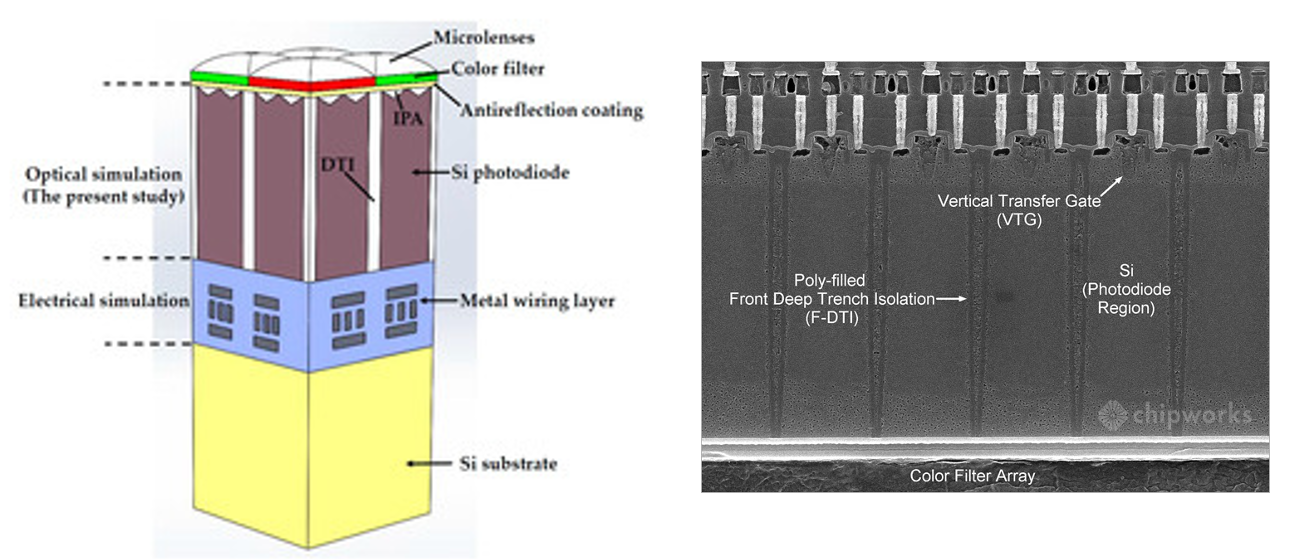 Microlenses
Color filter
Antireflection coating
IPA
DTI
Si photodiode
Optical simulation
(The present study)
Electrical simulation
Metal wiring layer
Si substrate
Vertical Transfer Gate
(VTG)
Poly-filled
Front Deep Trench Isolation
(F-DTI)
Si
(Photodiode
Region)
chipworks
Color Filter Array